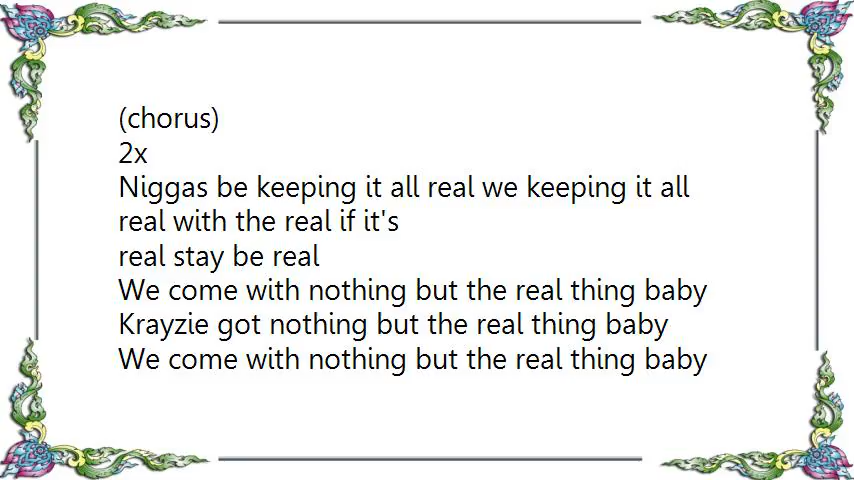 (chorus)
2x
Niggas be keeping it all real we keeping it all
real with the real if it's
real stay be real
We come with nothing but the real thing baby
Krayzie got nothing but the real thing baby
We come with nothing but the real thing baby